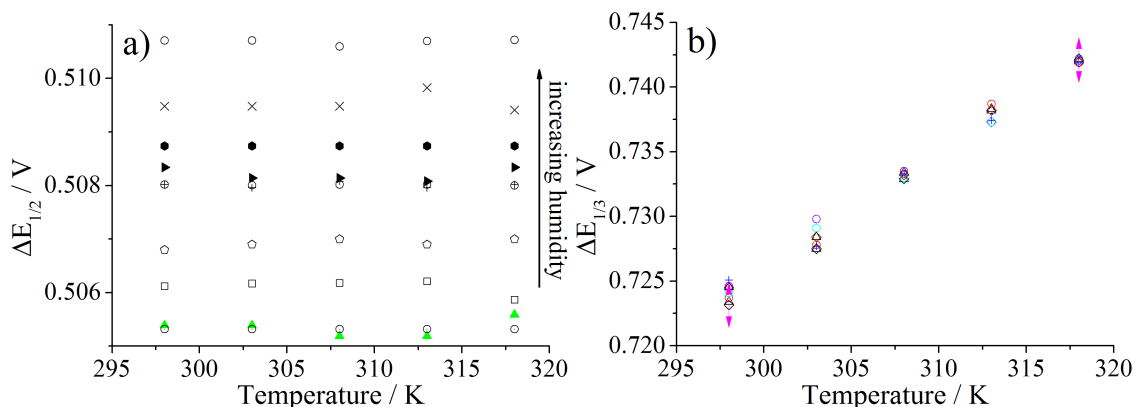 a)
0.510
0.508
0.506
ΔE1/2 / V
increasing humidity
295 300 305 310 315 320
Temperature / K
b)
0.745
0.740
0.735
0.730
0.725
0.720
ΔE1/3 / V
295 300 305 310 315 320
Temperature / K